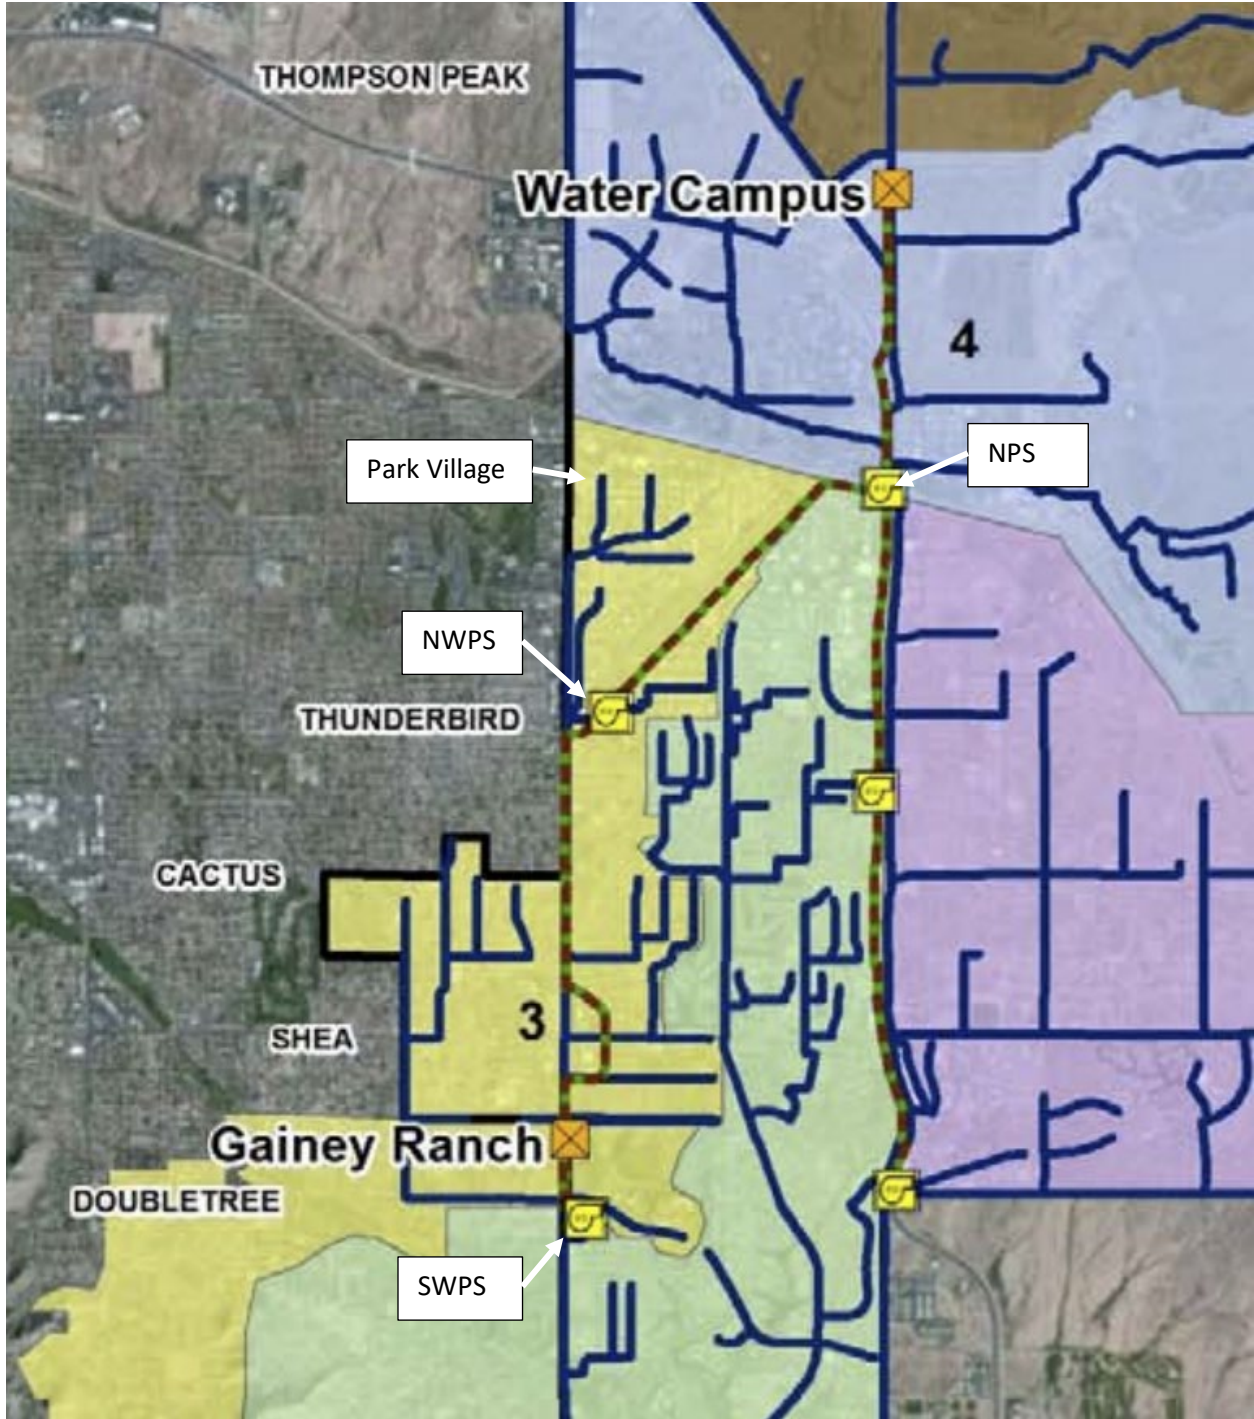 THOMPSON PEAK
Water Campus
4
NPS
Park Village
NWPS
THUNDERBIRD
CACTUS
3
SHEA
Gainey Ranch
DOUBLETREE
SWPS